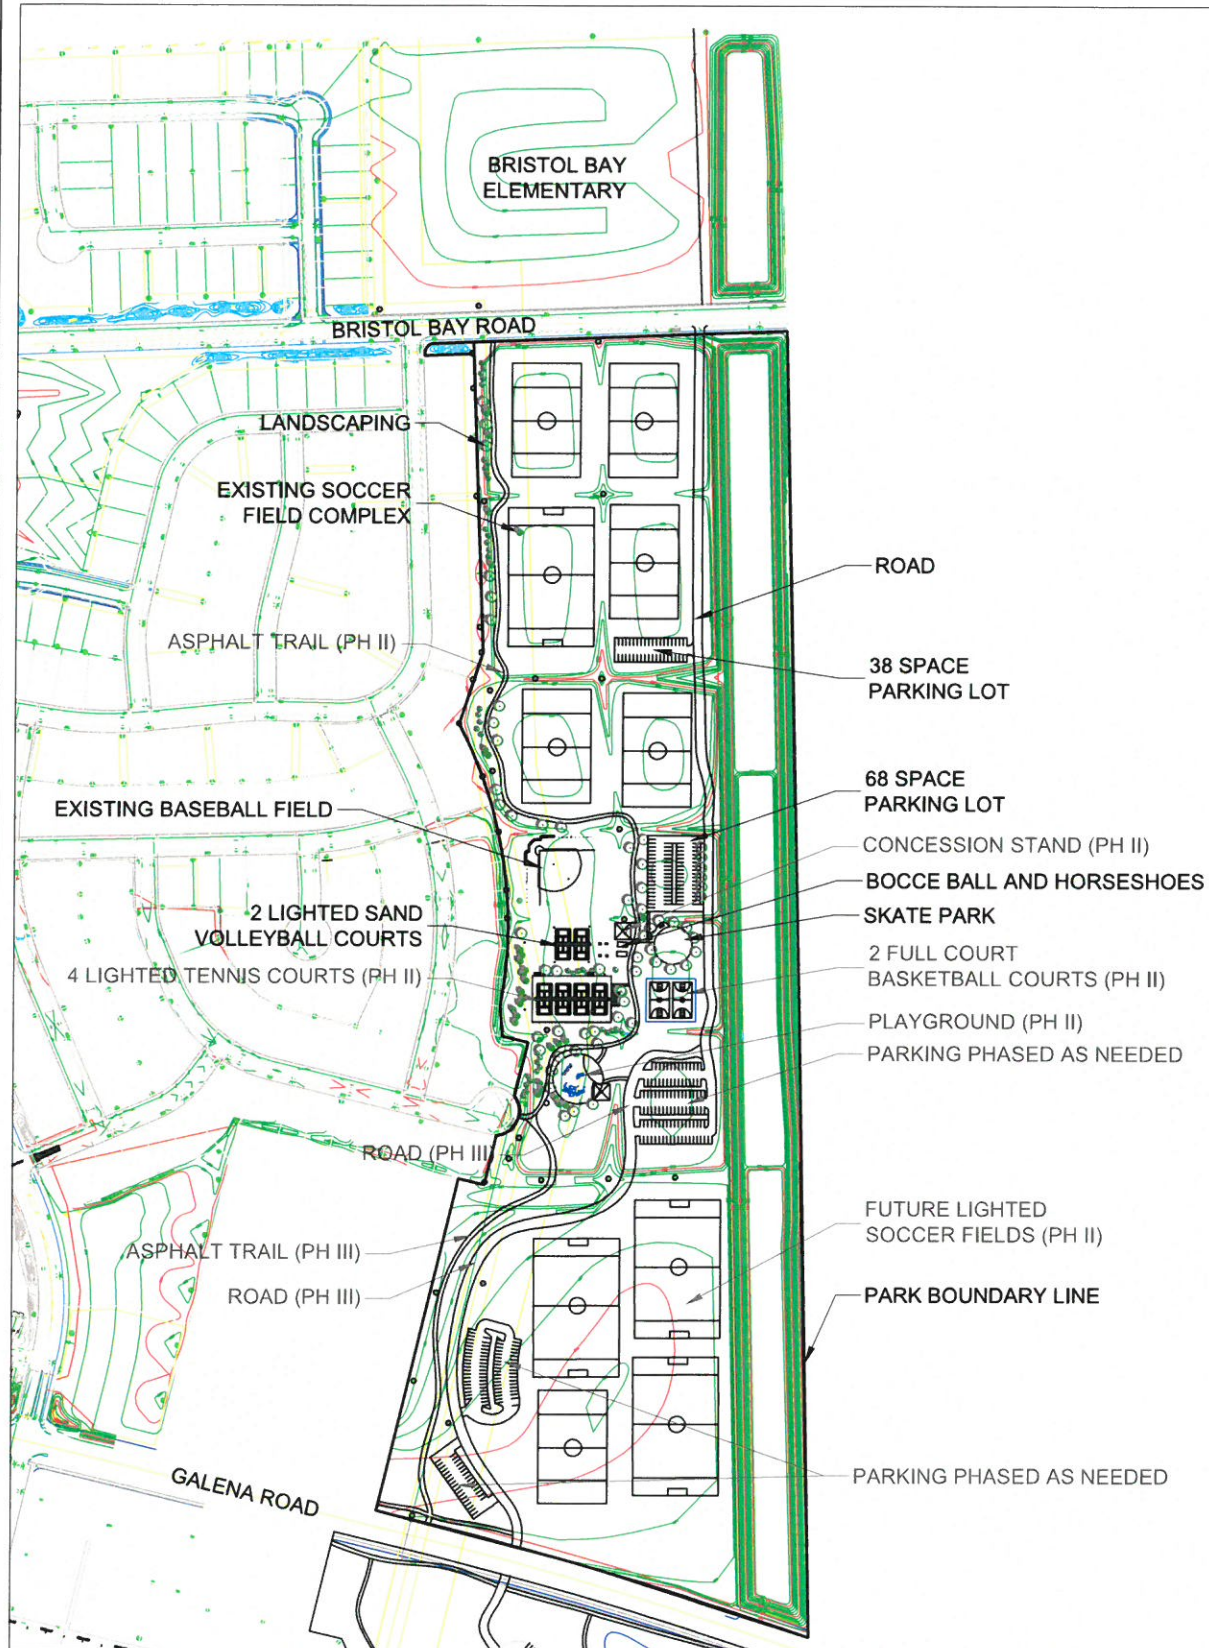 BRISTOL BAY
ELEMENTARY
BRISTOL BAY ROAD
LANDSCAPING
EXISTING SOCCER
FIELD COMPLEX
ROAD
ASPHALT TRAIL (PH II)
38 SPACE
PARKING LOT
68 SPACE
PARKING LOT
EXISTING BASEBALL FIELD
CONCESSION STAND (PH II)
BOCCE BALL AND HORSESHOES
2 LIGHTED SAND
VOLLEYBALL COURTS
SKATE PARK
4 LIGHTED TENNIS COURTS (PH II)
2 FULL COURT
BASKETBALL COURTS (PH II)
PLAYGROUND (PH II)
PARKING PHASED AS NEEDED
ROAD (PH III)
FUTURE LIGHTED
SOCCER FIELDS (PH II)
ASPHALT TRAIL (PH III)
ROAD (PH III)
PARK BOUNDARY LINE
GALENA ROAD
PARKING PHASED AS NEEDED